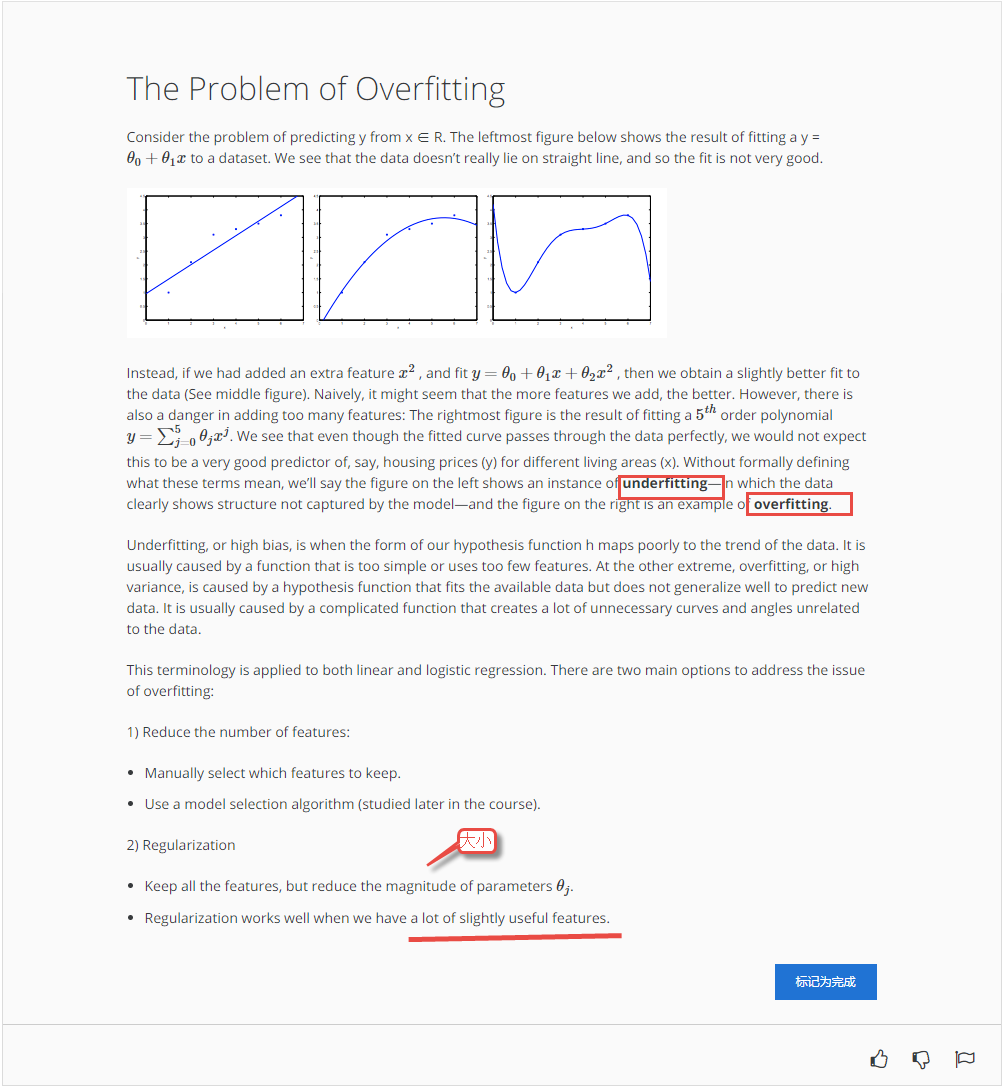 The Problem of Overfitting
Consider the problem of predicting y from x ∈ R. The leftmost figure below shows the result of fitting a y =
θ₀ + θ₁x to a dataset. We see that the data doesn’t really lie on straight line, and so the fit is not very good.
Instead, if we had added an extra feature x² , and fit y = θ₀ + θ₁x + θ₂x² , then we obtain a slightly better fit to
the data (See middle figure). Naively, it might seem that the more features we add, the better. However, there is
also a danger in adding too many features: The rightmost figure is the result of fitting a 5ᵗʰ order polynomial
y = ∑⁵ⱼ₌₀ θⱼxʲ. We see that even though the fitted curve passes through the data perfectly, we would not expect
this to be a very good predictor of, say, housing prices (y) for different living areas (x). Without formally defining
what these terms mean, we’ll say the figure on the left shows an instance of underfitting—in which the data
clearly shows structure not captured by the model—and the figure on the right is an example of overfitting.
Underfitting, or high bias, is when the form of our hypothesis function h maps poorly to the trend of the data. It is
usually caused by a function that is too simple or uses too few features. At the other extreme, overfitting, or high
variance, is caused by a hypothesis function that fits the available data but does not generalize well to predict new
data. It is usually caused by a complicated function that creates a lot of unnecessary curves and angles unrelated
to the data.
This terminology is applied to both linear and logistic regression. There are two main options to address the issue
of overfitting:
1) Reduce the number of features:
• Manually select which features to keep.
• Use a model selection algorithm (studied later in the course).
2) Regularization
大小
• Keep all the features, but reduce the magnitude of parameters θⱼ.
• Regularization works well when we have a lot of slightly useful features.
标记为完成